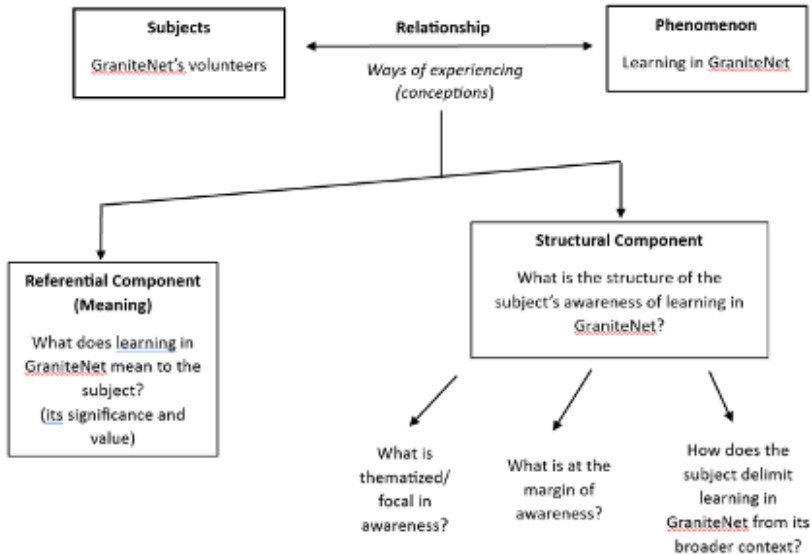 Subjects
GraniteNet's volunteers
Relationship
Ways of experiencing
(conceptions)
Phenomenon
Learning in GraniteNet
Referential Component
(Meaning)
What does learning in
GraniteNet mean to the
subject?
(its significance and
value)
Structural Component
What is the structure of the
subject's awareness of learning in
GraniteNet?
What is
thematized/
focal in
awareness?
What is at the
margin of
awareness?
How does the
subject delimit
learning in
GraniteNet from its
broader context?